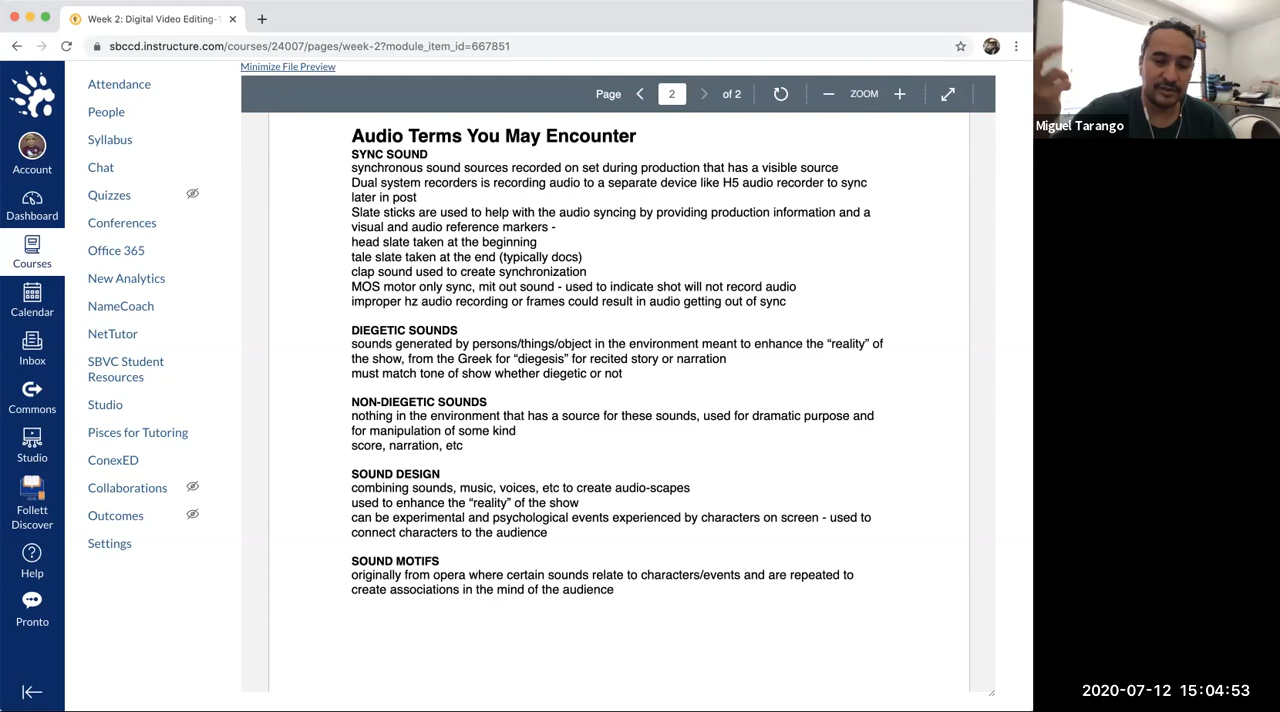 Week 2: Digital Video Editing-
sbccd.instructure.com/courses/24007/pages/week-2?module_item_id=667851
Minimize File Preview
Page 2 of 2 ZOOM
Account
Dashboard
Courses
Calendar
Inbox
Commons
Studio
Follett
Discover
Help
Pronto
Attendance
People
Syllabus
Chat
Quizzes
Conferences
Office 365
New Analytics
NameCoach
NetTutor
SBVC Student
Resources
Studio
Pisces for Tutoring
ConexED
Collaborations
Outcomes
Settings
Audio Terms You May Encounter
SYNC SOUND
synchronous sound sources recorded on set during production that has a visible source
Dual system recorders is recording audio to a separate device like H5 audio recorder to sync
later in post
Slate sticks are used to help with the audio syncing by providing production information and a
visual and audio reference markers -
head slate taken at the beginning
tale slate taken at the end (typically docs)
clap sound used to create synchronization
MOS motor only sync, mit out sound - used to indicate shot will not record audio
improper hz audio recording or frames could result in audio getting out of sync
DIEGETIC SOUNDS
sounds generated by persons/things/object in the environment meant to enhance the “reality” of
the show, from the Greek for “diegesis” for recited story or narration
must match tone of show whether diegetic or not
NON-DIEGETIC SOUNDS
nothing in the environment that has a source for these sounds, used for dramatic purpose and
for manipulation of some kind
score, narration, etc
SOUND DESIGN
combining sounds, music, voices, etc to create audio-scapes
used to enhance the “reality” of the show
can be experimental and psychological events experienced by characters on screen - used to
connect characters to the audience
SOUND MOTIFS
originally from opera where certain sounds relate to characters/events and are repeated to
create associations in the mind of the audience
Miguel Tarango
2020-07-12 15:04:53